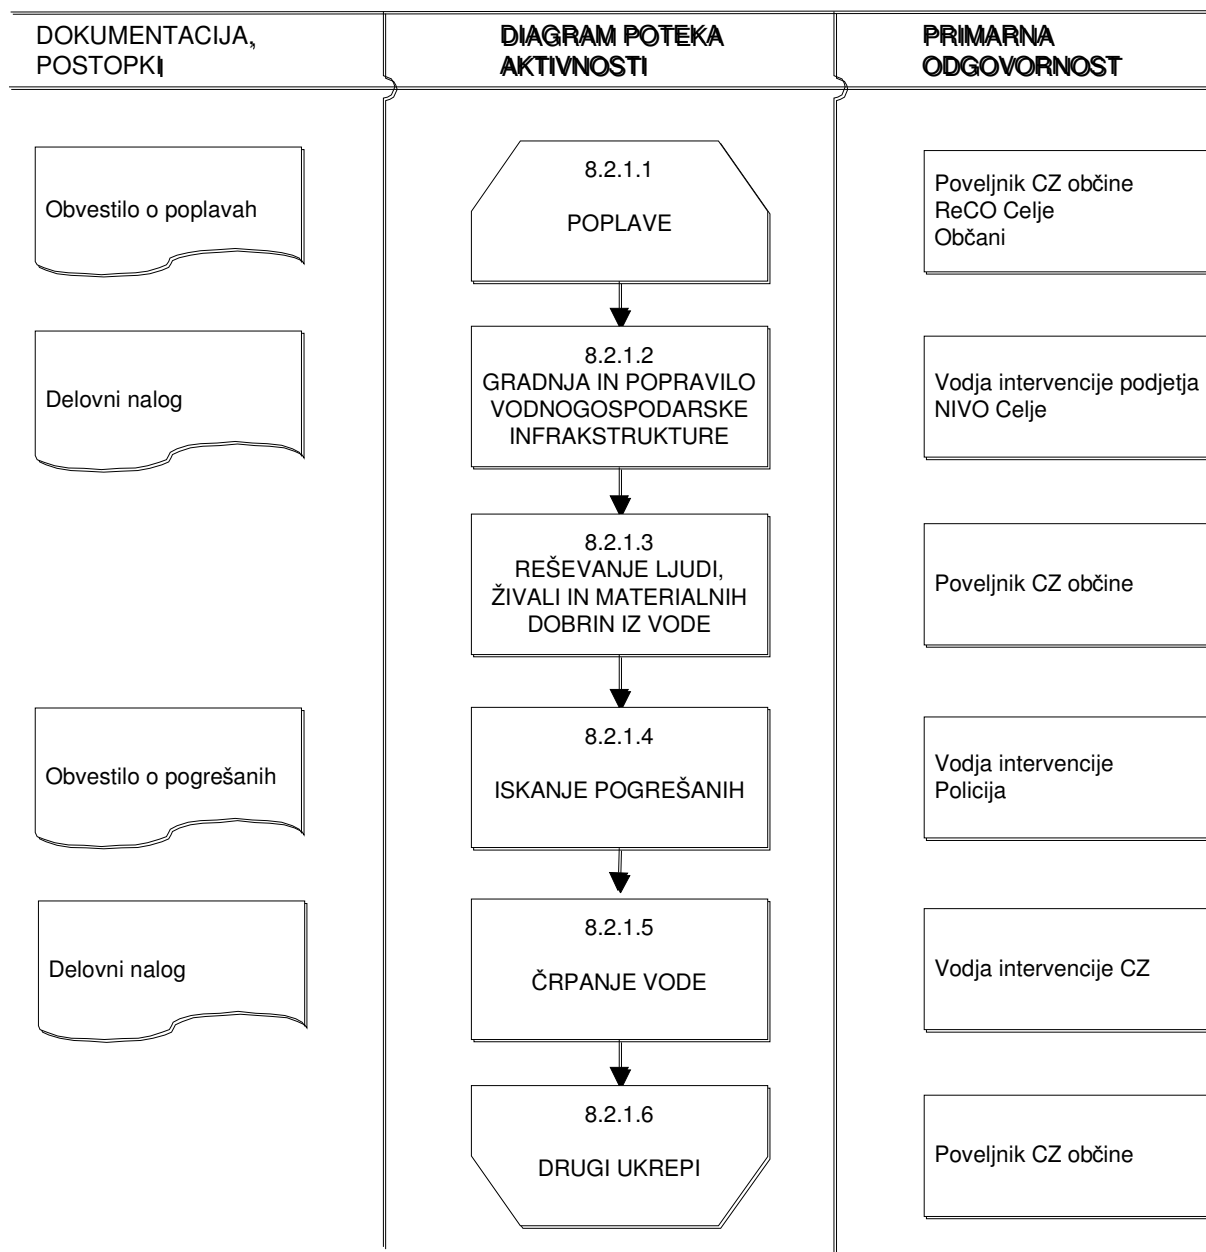 DOKUMENTACIJA,
POSTOPKI
DIAGRAM POTEKA
AKTIVNOSTI
PRIMARNA
ODGOVORNOST
Obvestilo o poplavah
8.2.1.1
POPLAVE
Poveljnik CZ občine
ReCO Celje
Občani
Delovni nalog
8.2.1.2
GRADNJA IN POPRAVILO
VODNOGOSPODARSKE
INFRAKSTRUKTURE
Vodja intervencije podjetja
NIVO Celje
8.2.1.3
REŠEVANJE LJUDI,
ŽIVALI IN MATERIALNIH
DOBRIN IZ VODE
Poveljnik CZ občine
Obvestilo o pogrešanih
8.2.1.4
ISKANJE POGREŠANIH
Vodja intervencije
Policija
Delovni nalog
8.2.1.5
ČRPANJE VODE
Vodja intervencije CZ
8.2.1.6
DRUGI UKREPI
Poveljnik CZ občine